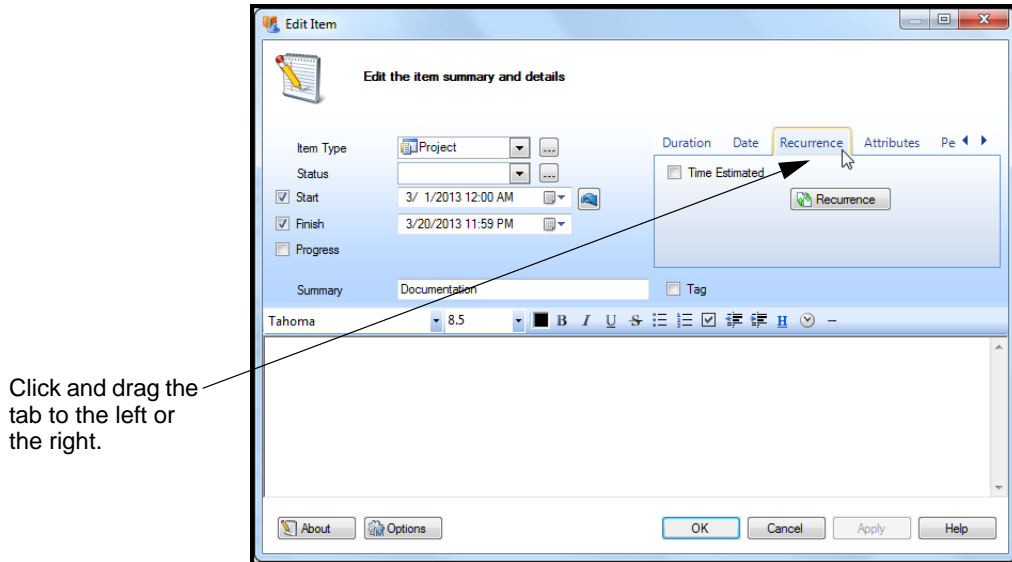 Edit Item
Edit the item summary and details
Item Type Project ...
Status ...
Start 3/ 1/2013 12:00 AM
Finish 3/20/2013 11:59 PM
Progress
Summary Documentation
Duration Date Recurrence Attributes Pe
Time Estimated
Recurrence
Tag
Tahoma 8.5 B I U S H
Click and drag the
tab to the left or
the right.
About Options OK Cancel Apply Help